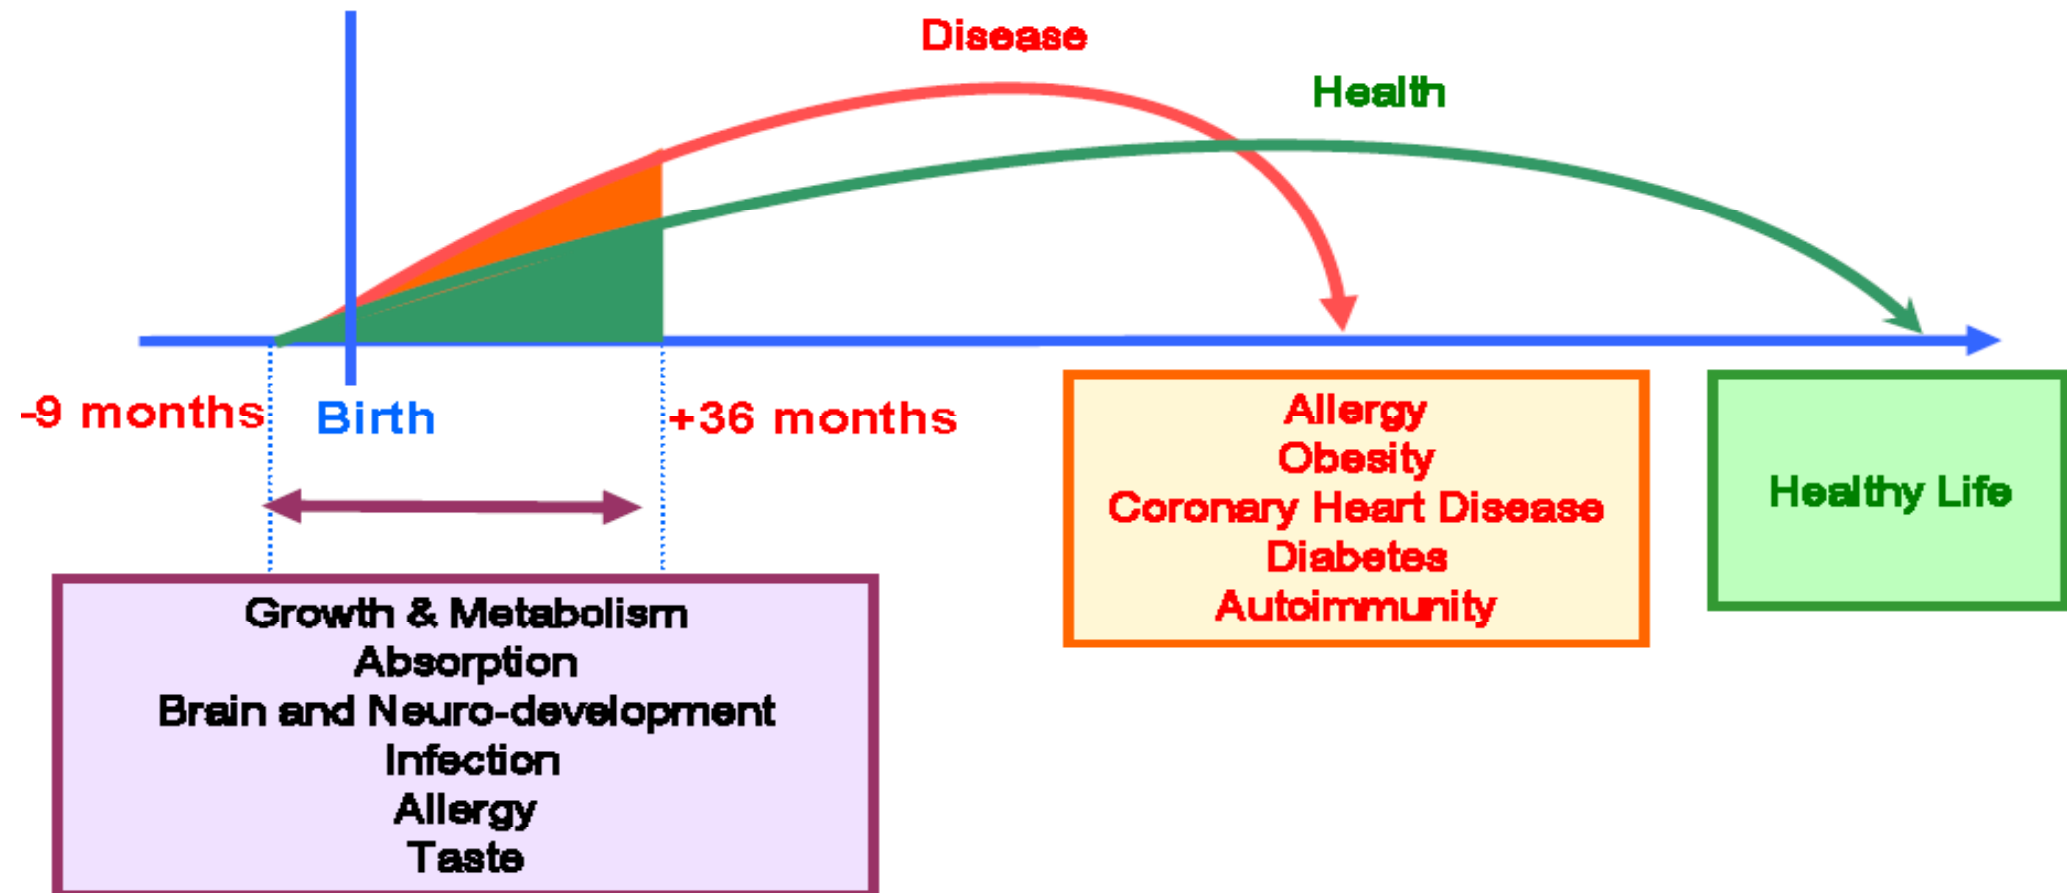 Disease
Health
-9 months
Birth
+36 months
Growth & Metabolism
Absorption
Brain and Neuro-development
Infection
Allergy
Taste
Allergy
Obesity
Coronary Heart Disease
Diabetes
Autoimmunity
Healthy Life